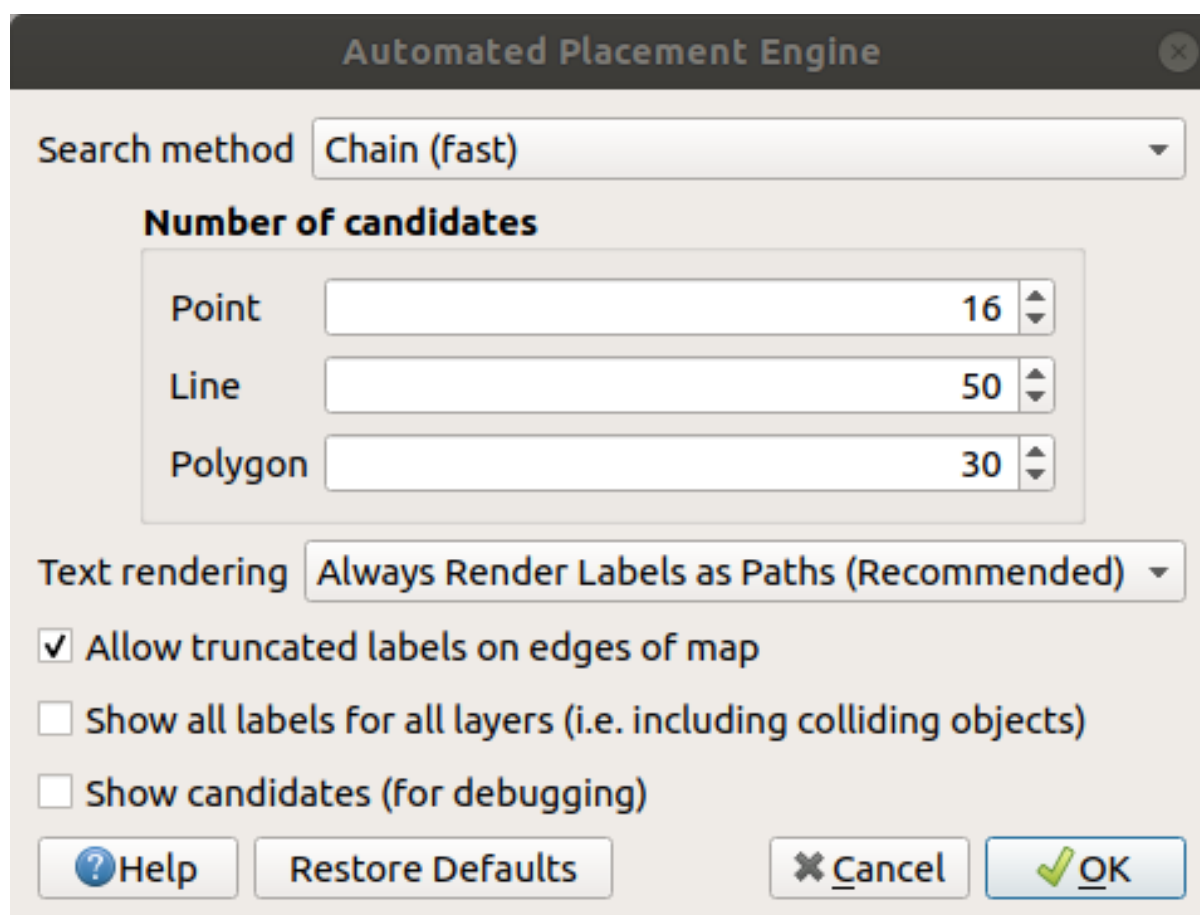 Automated Placement Engine
Search method Chain (fast)
Number of candidates
Point 16
Line 50
Polygon 30
Text rendering Always Render Labels as Paths (Recommended)
Allow truncated labels on edges of map
Show all labels for all layers (i.e. including colliding objects)
Show candidates (for debugging)
Help Restore Defaults Cancel OK